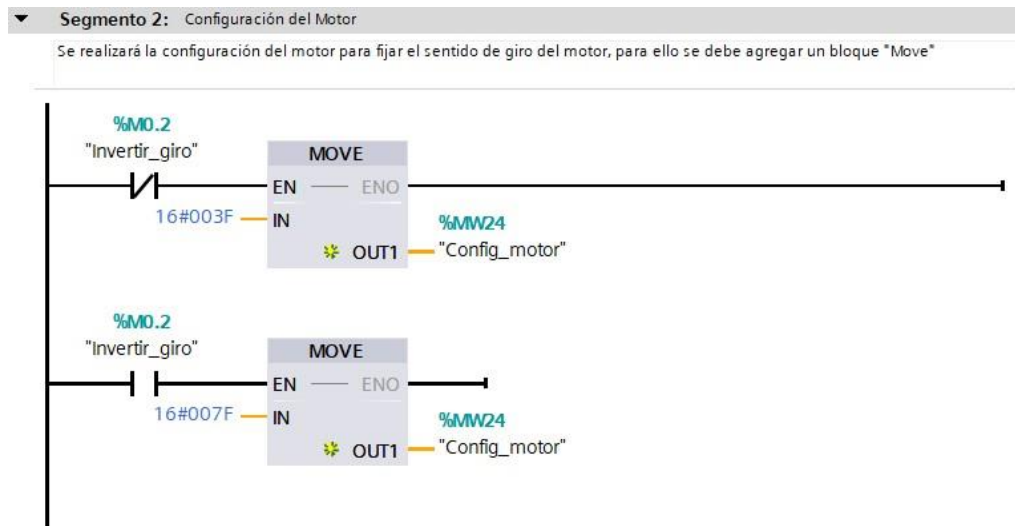 Segmento 2: Configuración del Motor
Se realizará la configuración del motor para fijar el sentido de giro del motor, para ello se debe agregar un bloque "Move"
%M0.2
"Invertir_giro"
MOVE
EN ENO
16#003F IN
%MW24
OUT1 "Config_motor"
%M0.2
"Invertir_giro"
MOVE
EN ENO
16#007F IN
%MW24
OUT1 "Config_motor"